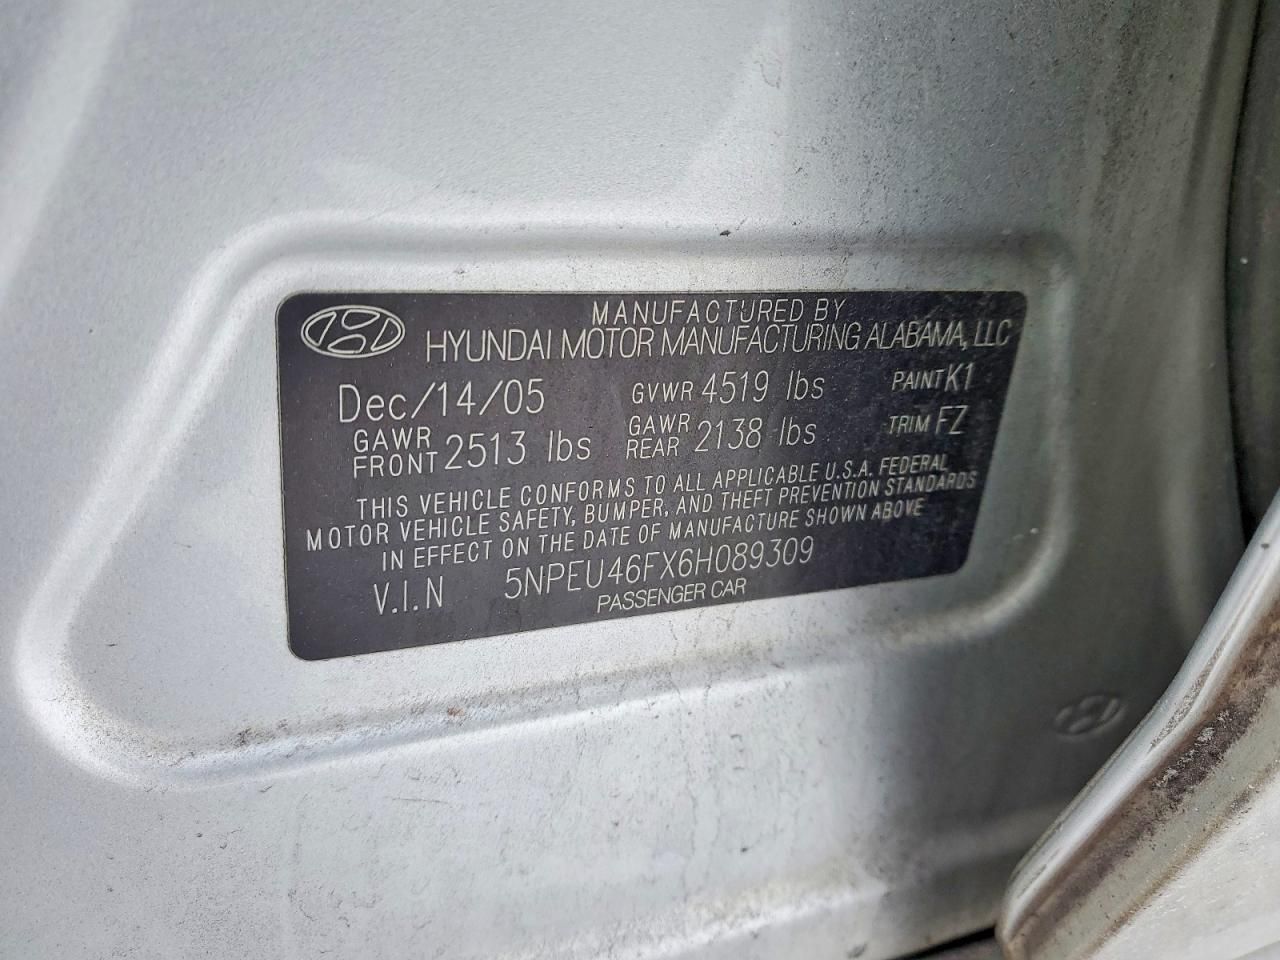 MANUFACTURED BY
HYUNDAI MOTOR MANUFACTURING ALABAMA, LLC
Dec/14/05 GVWR 4519 lbs PAINT K1
GAWR FRONT 2513 lbs GAWR REAR 2138 lbs TRIM FZ
THIS VEHICLE CONFORMS TO ALL APPLICABLE U.S.A. FEDERAL
MOTOR VEHICLE SAFETY, BUMPER, AND THEFT PREVENTION STANDARDS
IN EFFECT ON THE DATE OF MANUFACTURE SHOWN ABOVE
V.I.N 5NPEU46FX6H089309
PASSENGER CAR